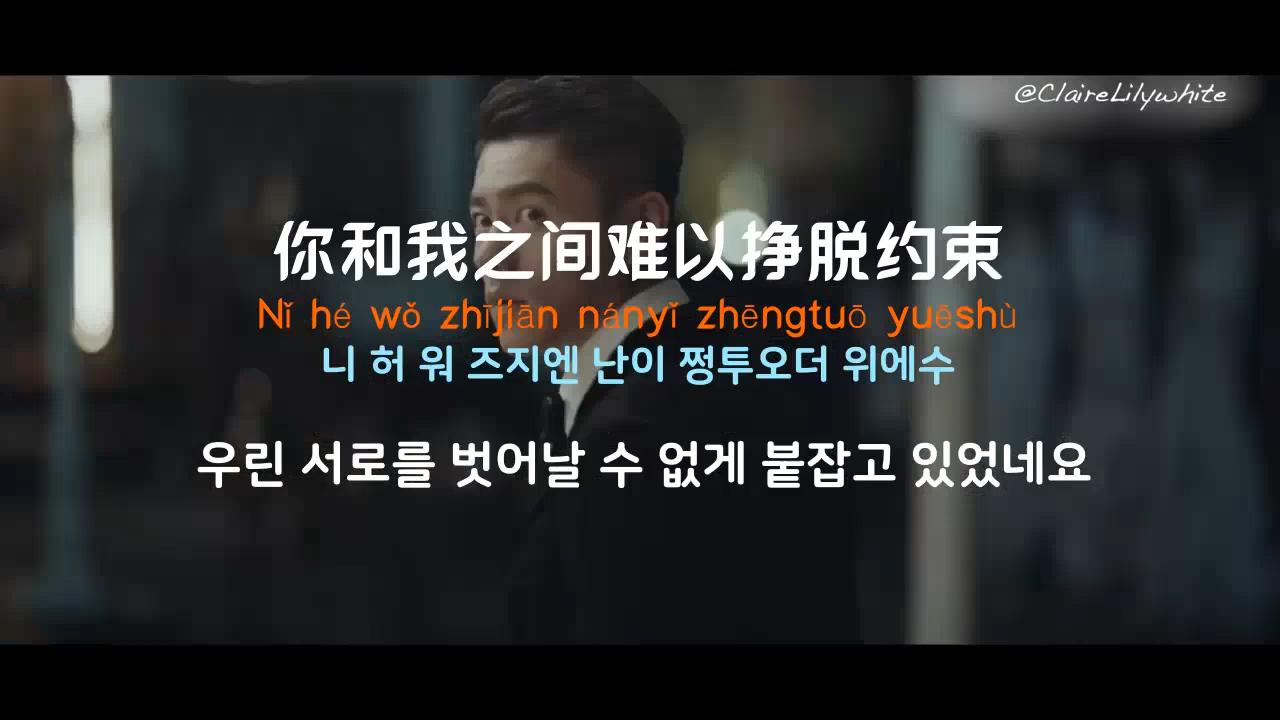 @ClaireLilywhite
你和我之间难以挣脱约束
Nǐ hé wǒ zhījiān nányǐ zhēngtuō yuēshù
니 허 워 즈지엔 난이 쩡투오더 위에수
우린 서로를 벗어날 수 없게 붙잡고 있었네요